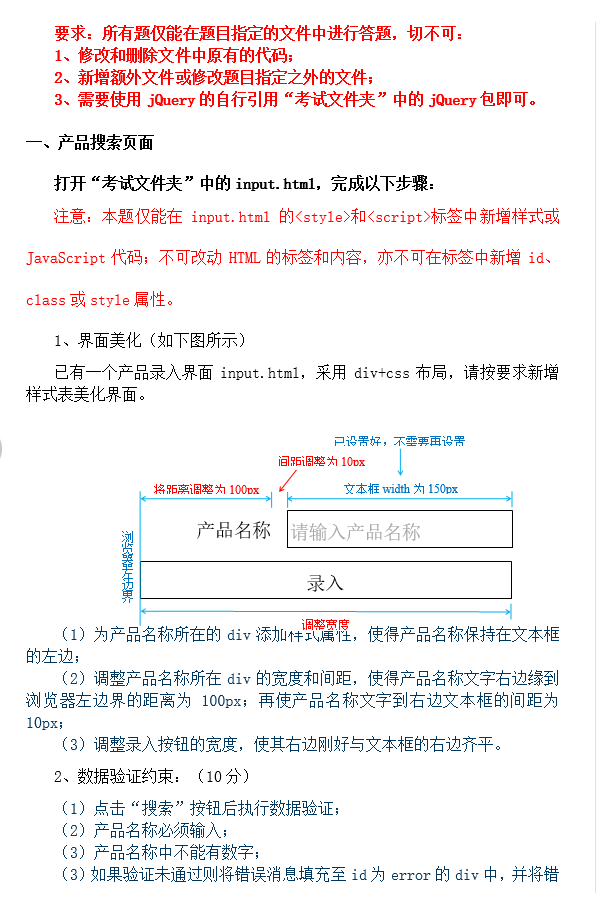 要求：所有题仅能在题目指定的文件中进行答题，切不可：
1、修改和删除文件中原有的代码；
2、新增额外文件或修改题目指定之外的文件；
3、需要使用 jQuery 的自行引用“考试文件夹”中的 jQuery 包即可。
一、产品搜索页面
打开“考试文件夹”中的 input.html，完成以下步骤：
注意：本题仅能在 input.html 的<style>和<script>标签中新增样式或
JavaScript 代码；不可改动 HTML 的标签和内容，亦不可在标签中新增 id、
class 或 style 属性。
1、界面美化（如下图所示）
已有一个产品录入界面 input.html，采用 div+css 布局，请按要求新增
样式表美化界面。
已设置好，不需要再设置
间距调整为 10px
将距离调整为 100px
文本框 width 为 150px
产品名称
请输入产品名称
浏览器左边界
录入
调整宽度
（1）为产品名称所在的 div 添加样式属性，使得产品名称保持在文本框
的左边；
（2）调整产品名称所在 div 的宽度和间距，使得产品名称文字右边缘到
浏览器左边界的距离为 100px；再使产品名称文字到右边文本框的间距为
10px；
（3）调整录入按钮的宽度，使其右边刚好与文本框的右边齐平。
2、数据验证约束：（10 分）
（1）点击“搜索”按钮后执行数据验证；
（2）产品名称必须输入；
（3）产品名称中不能有数字；
（3）如果验证未通过则将错误消息填充至 id 为 error 的 div 中，并将错